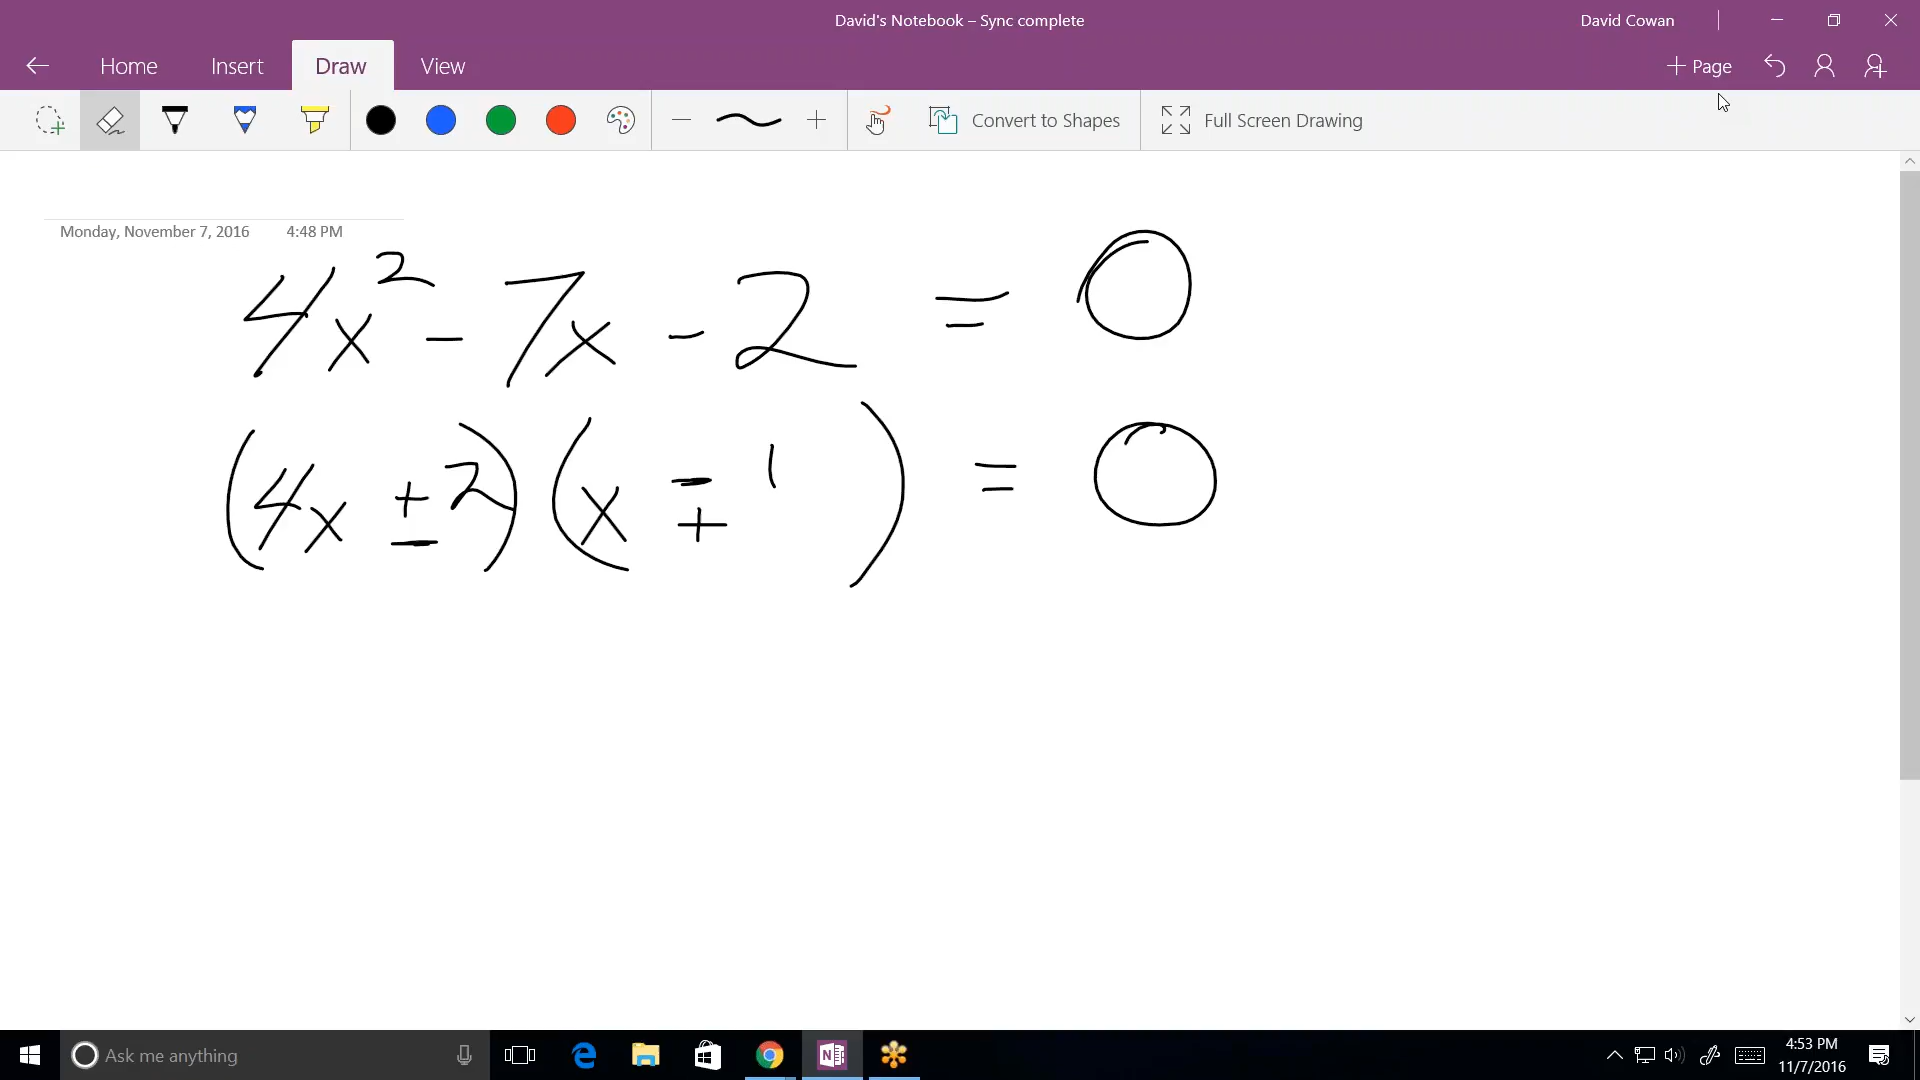 David's Notebook – Sync complete
David Cowan
Home Insert Draw View
Page
Convert to Shapes
Full Screen Drawing
Monday, November 7, 2016 4:48 PM
4x² - 7x - 2 = 0
(4x ± 2)(x ∓ 1) = 0
Ask me anything
4:53 PM
11/7/2016